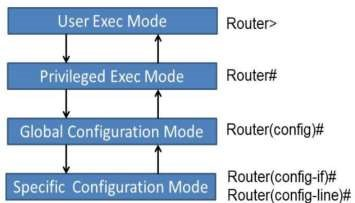 User Exec Mode Router>
Privileged Exec Mode Router#
Global Configuration Mode Router(config)#
Specific Configuration Mode Router(config-if)#
Router(config-line)#